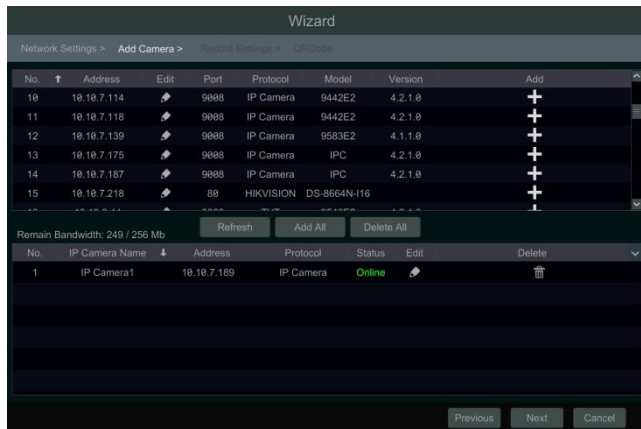 Wizard
Network Settings > Add Camera > Record Settings > QRCode
No. ↑ Address Edit Port Protocol Model Version Add
10 10.10.7.114 9008 IP Camera 9442E2 4.2.1.0
11 10.10.7.118 9008 IP Camera 9442E2 4.2.1.0
12 10.10.7.139 9008 IP Camera 9583E2 4.1.1.0
13 10.10.7.175 9008 IP Camera IPC 4.2.1.0
14 10.10.7.187 9008 IP Camera IPC 4.2.1.0
15 10.10.7.218 80 HIKVISION DS-8664N-I16
Remain Bandwidth: 249 / 256 Mb Refresh Add All Delete All
No. IP Camera Name ↓ Address Protocol Status Edit Delete
1 IP Camera1 10.10.7.189 IP Camera Online
Previous Next Cancel